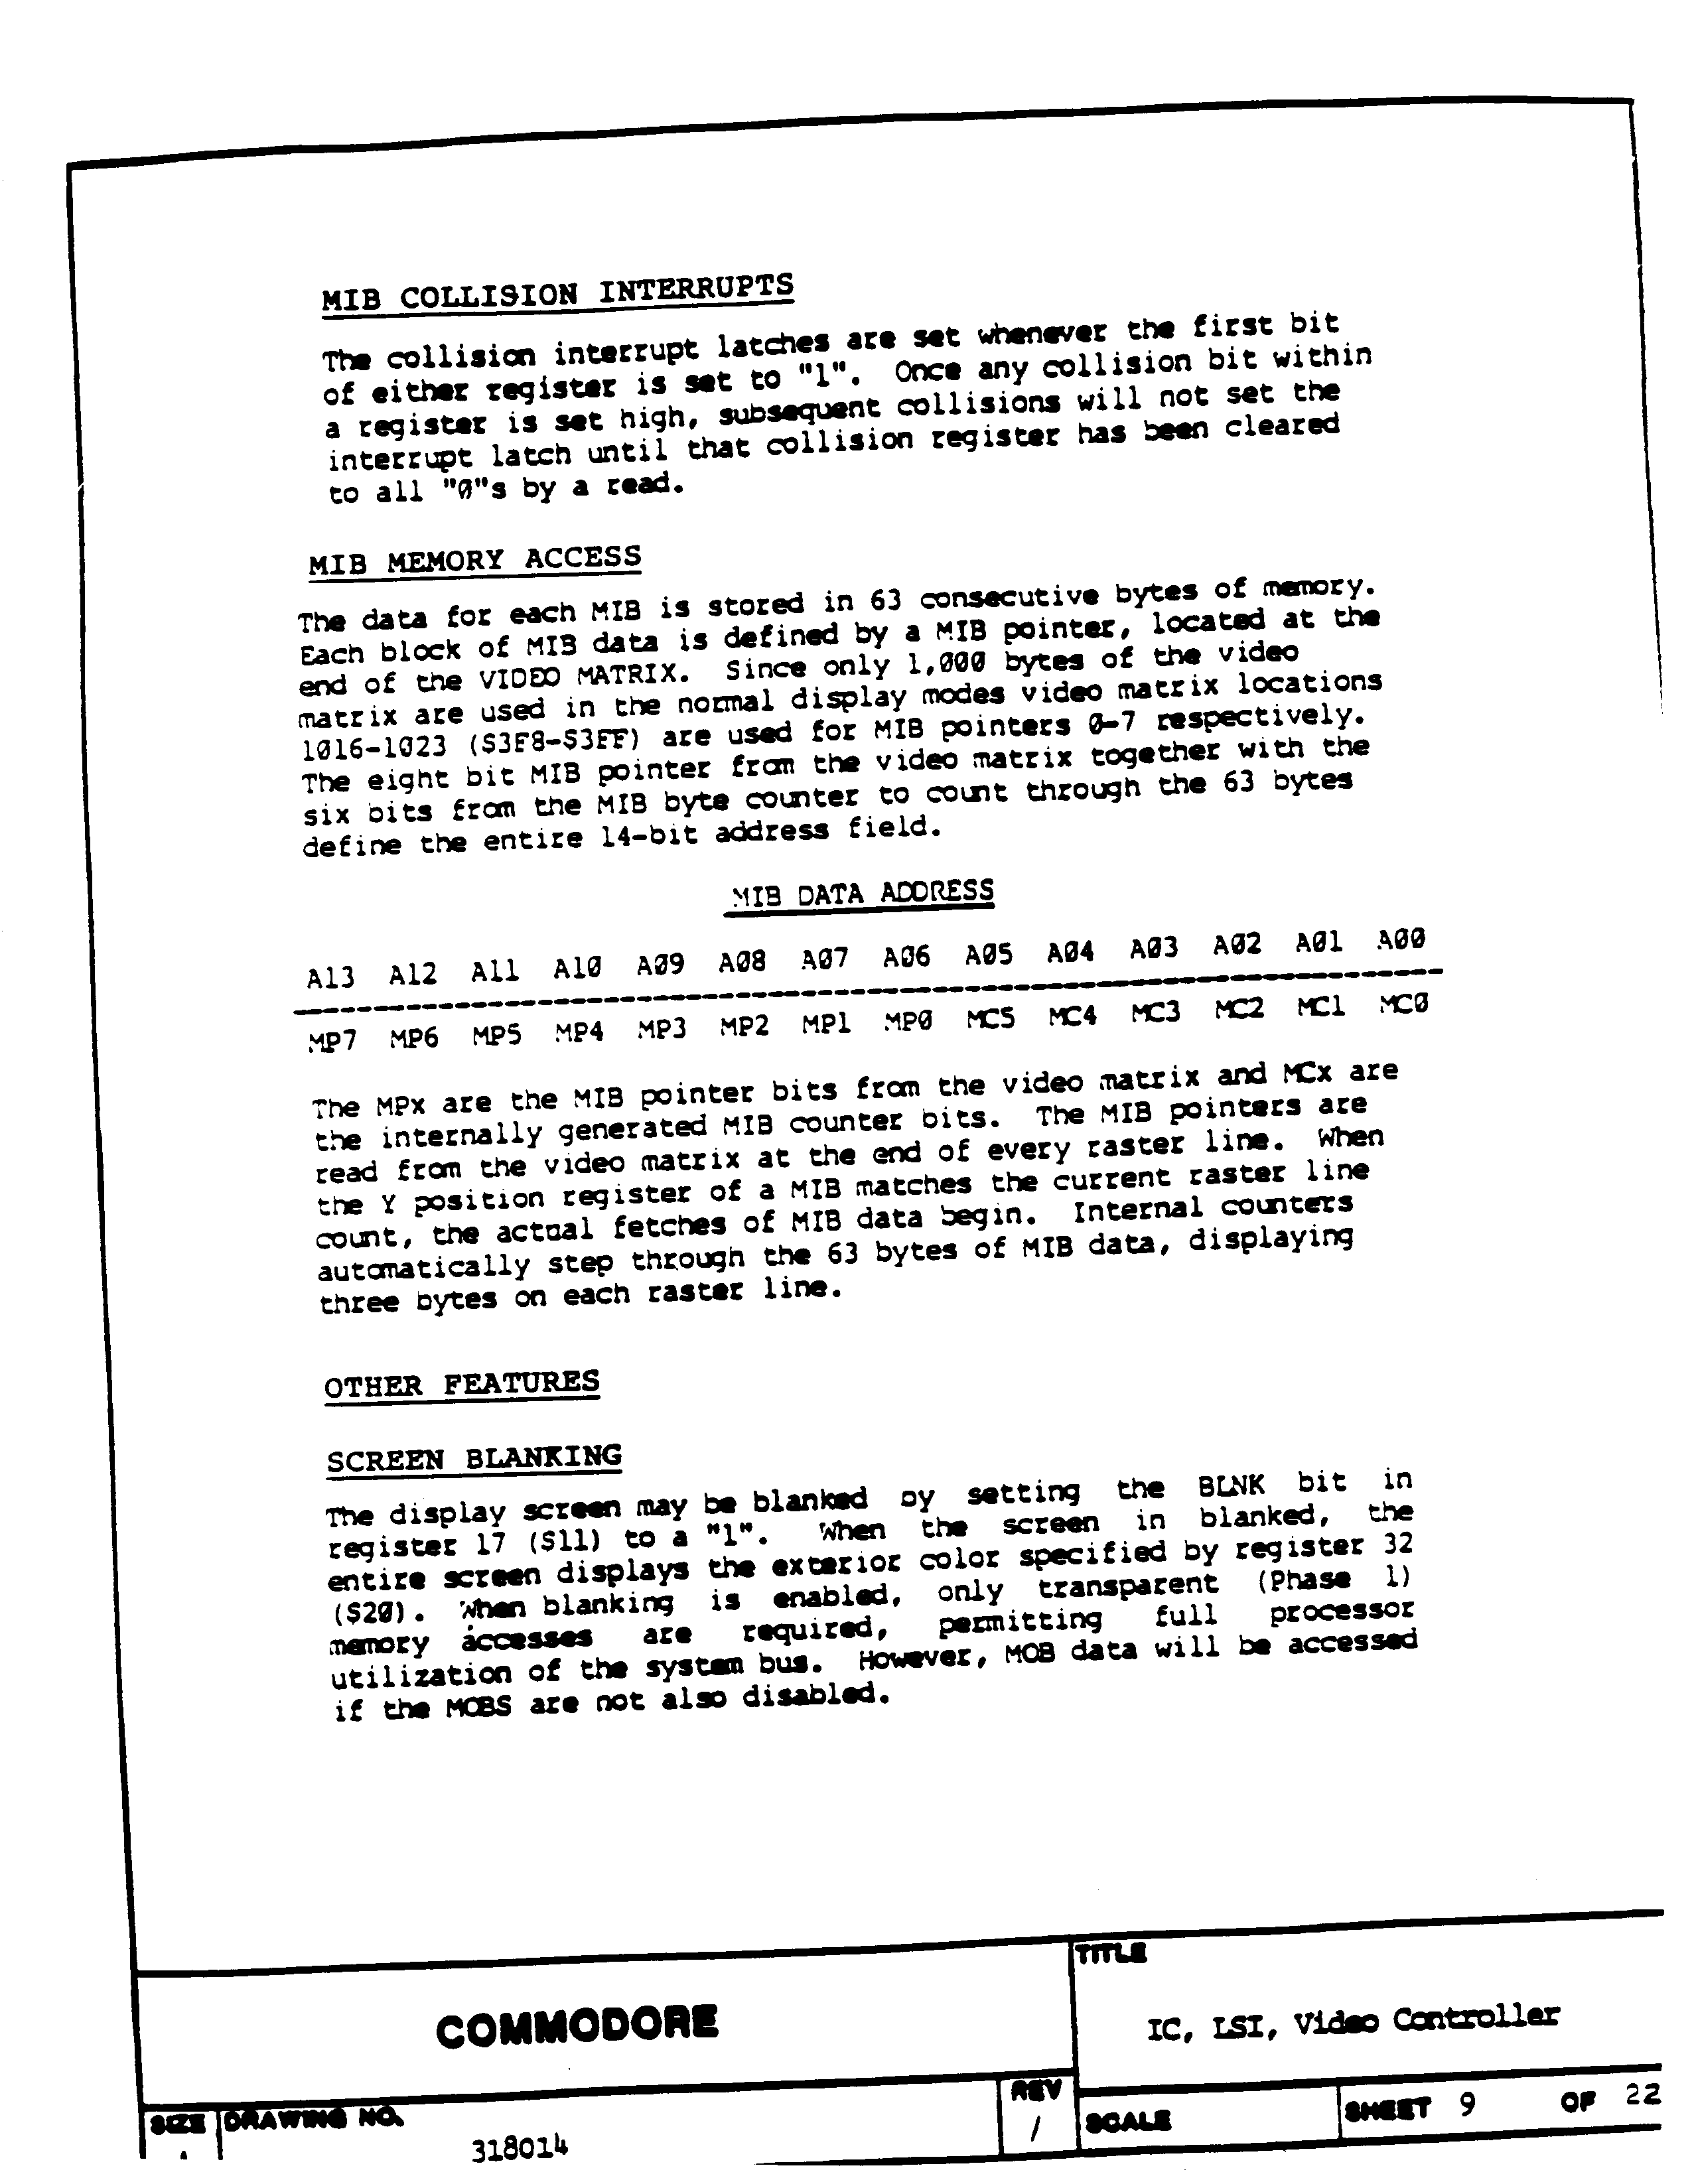 MIB COLLISION INTERRUPTS
The collision interrupt latches are set whenever the first bit
of either register is set to "1". Once any collision bit within
a register is set high, subsequent collisions will not set the
interrupt latch until that collision register has been cleared
to all "0"s by a read.
MIB MEMORY ACCESS
The data for each MIB is stored in 63 consecutive bytes of memory.
Each block of MIB data is defined by a MIB pointer, located at the
end of the VIDEO MATRIX. Since only 1,000 bytes of the video
matrix are used in the normal display modes video matrix locations
1016-1023 ($3F8-$3FF) are used for MIB pointers 0-7 respectively.
The eight bit MIB pointer from the video matrix together with the
six bits from the MIB byte counter to count through the 63 bytes
define the entire 14-bit address field.
MIB DATA ADDRESS
A13 A12 A11 A10 A09 A08 A07 A06 A05 A04 A03 A02 A01 A00
MP7 MP6 MP5 MP4 MP3 MP2 MP1 MP0 MC5 MC4 MC3 MC2 MC1 MC0
The MPx are the MIB pointer bits from the video matrix and MCx are
the internally generated MIB counter bits. The MIB pointers are
read from the video matrix at the end of every raster line. When
the Y position register of a MIB matches the current raster line
count, the actual fetches of MIB data begin. Internal counters
automatically step through the 63 bytes of MIB data, displaying
three bytes on each raster line.
OTHER FEATURES
SCREEN BLANKING
The display screen may be blanked by setting the BLNK bit in
register 17 ($11) to a "1". When the screen in blanked, the
entire screen displays the exterior color specified by register 32
($20). When blanking is enabled, only transparent (Phase 1)
memory accesses are required, permitting full processor
utilization of the system bus. However, MOB data will be accessed
if the MOBS are not also disabled.
TITLE
COMMODORE
IC, LSI, Video Controller
SIZE DRAWING NO. REV SCALE SHEET 9 OF 22
318014 /